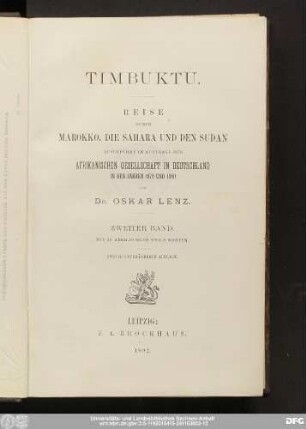 TIMBUKTU.
REISE
DURCH
MAROKKO, DIE SAHARA UND DEN SUDAN
AUSGEFÜHRT IM AUFTRAGE DER
AFRIKANISCHEN GESELLSCHAFT IN DEUTSCHLAND
IN DEN JAHREN 1879 UND 1880
VON
DR. OSKAR LENZ.
ZWEITER BAND.
LEIPZIG:
F. A. BROCKHAUS.
1892.
Universitäts- und Landesbibliothek Sachsen-Anhalt